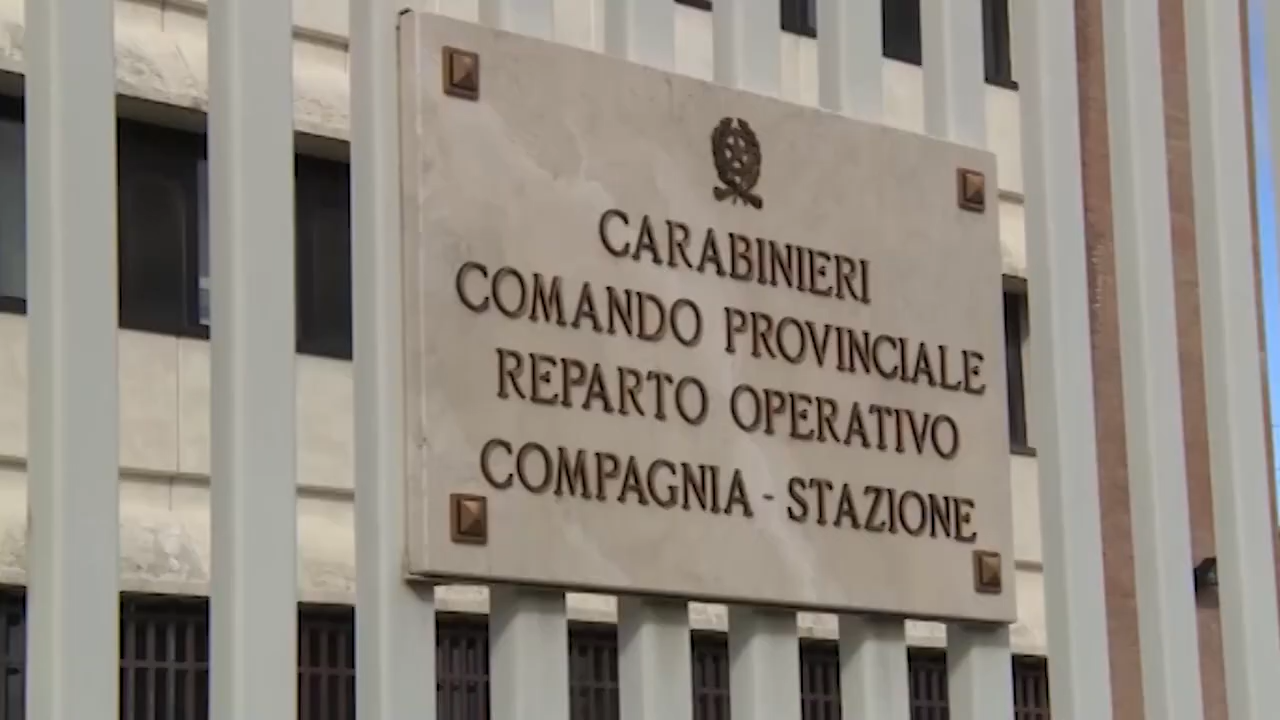 CARABINIERI
COMANDO PROVINCIALE
REPARTO OPERATIVO
COMPAGNIA - STAZIONE